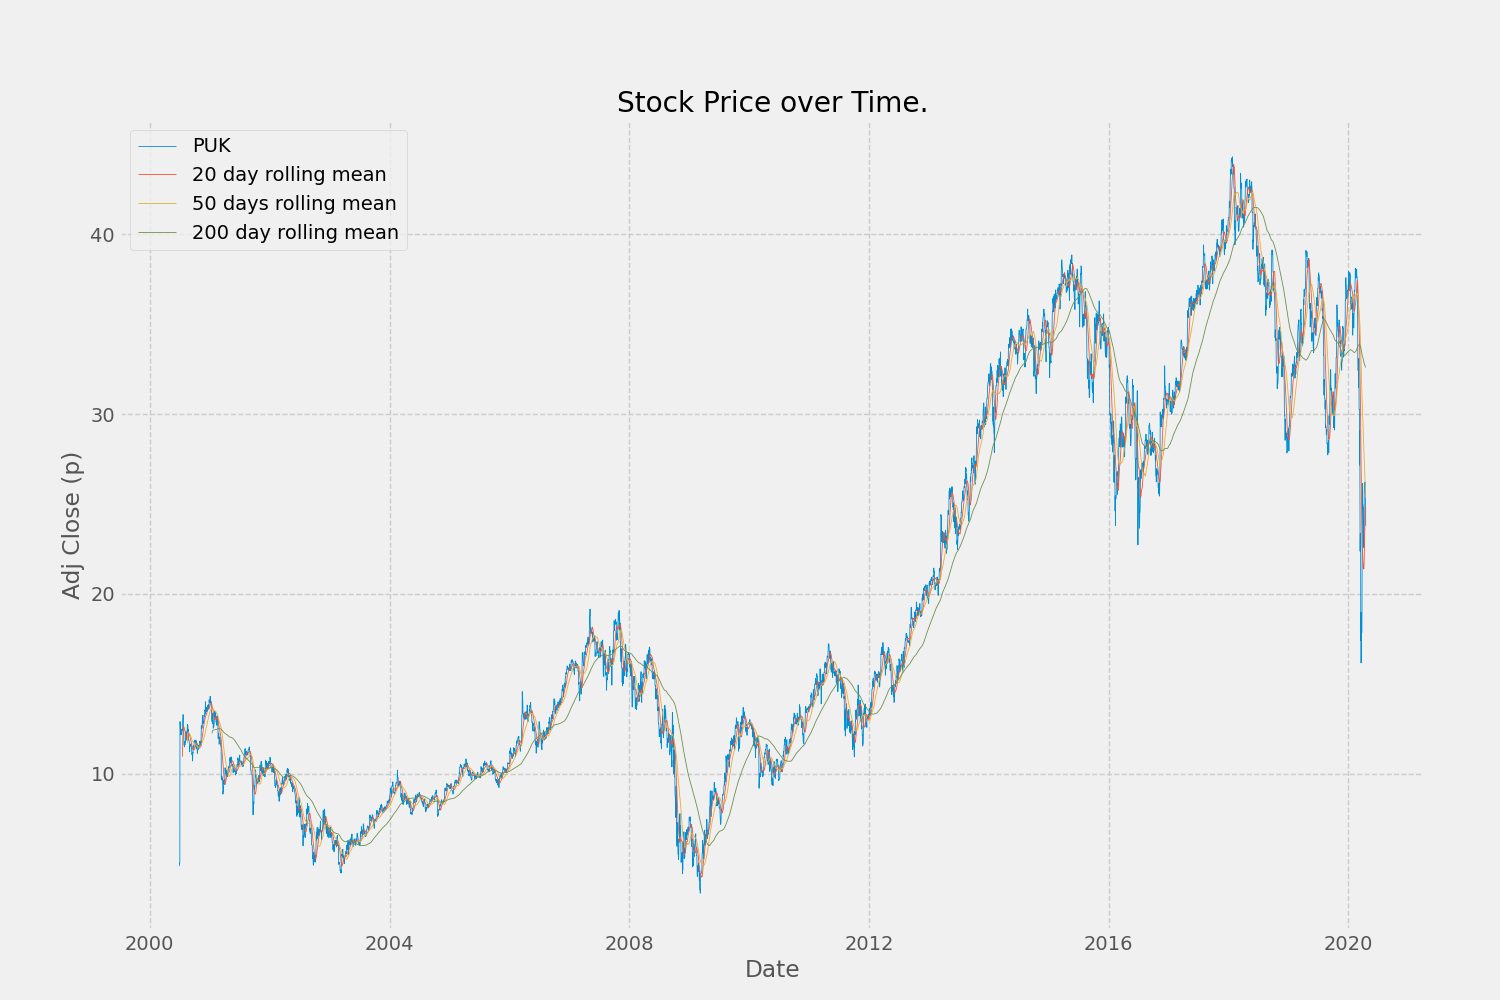 Stock Price over Time.
PUK
20 day rolling mean
50 days rolling mean
200 day rolling mean
40
30
20
10
Adj Close (p)
2000
2004
2008
2012
2016
2020
Date